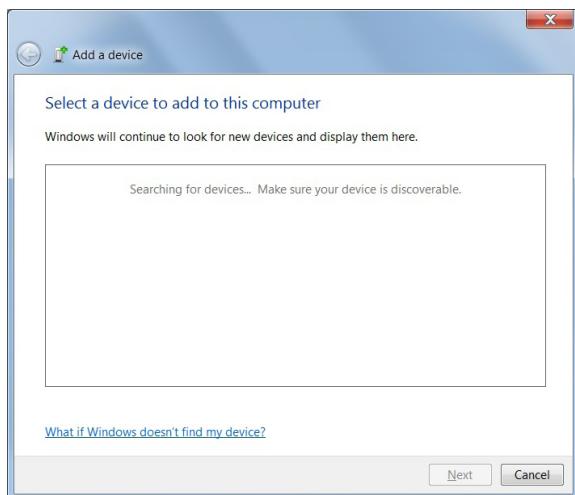 Add a device
Select a device to add to this computer
Windows will continue to look for new devices and display them here.
Searching for devices... Make sure your device is discoverable.
What if Windows doesn't find my device?
Next
Cancel